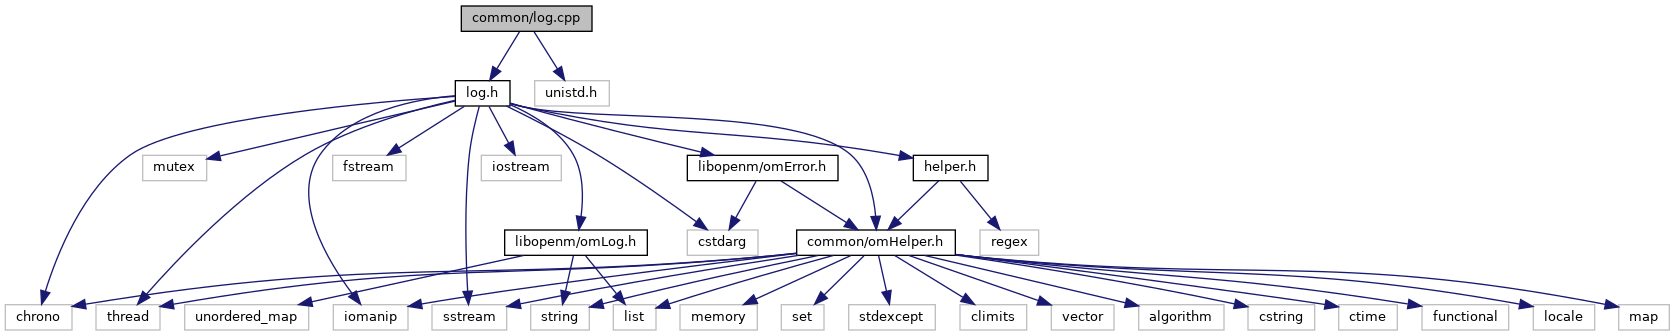 common/log.cpp
log.h
unistd.h
mutex
fstream
iostream
libopenm/omError.h
helper.h
libopenm/omLog.h
cstdarg
common/omHelper.h
regex
chrono
thread
unordered_map
iomanip
sstream
string
list
memory
set
stdexcept
climits
vector
algorithm
cstring
ctime
functional
locale
map